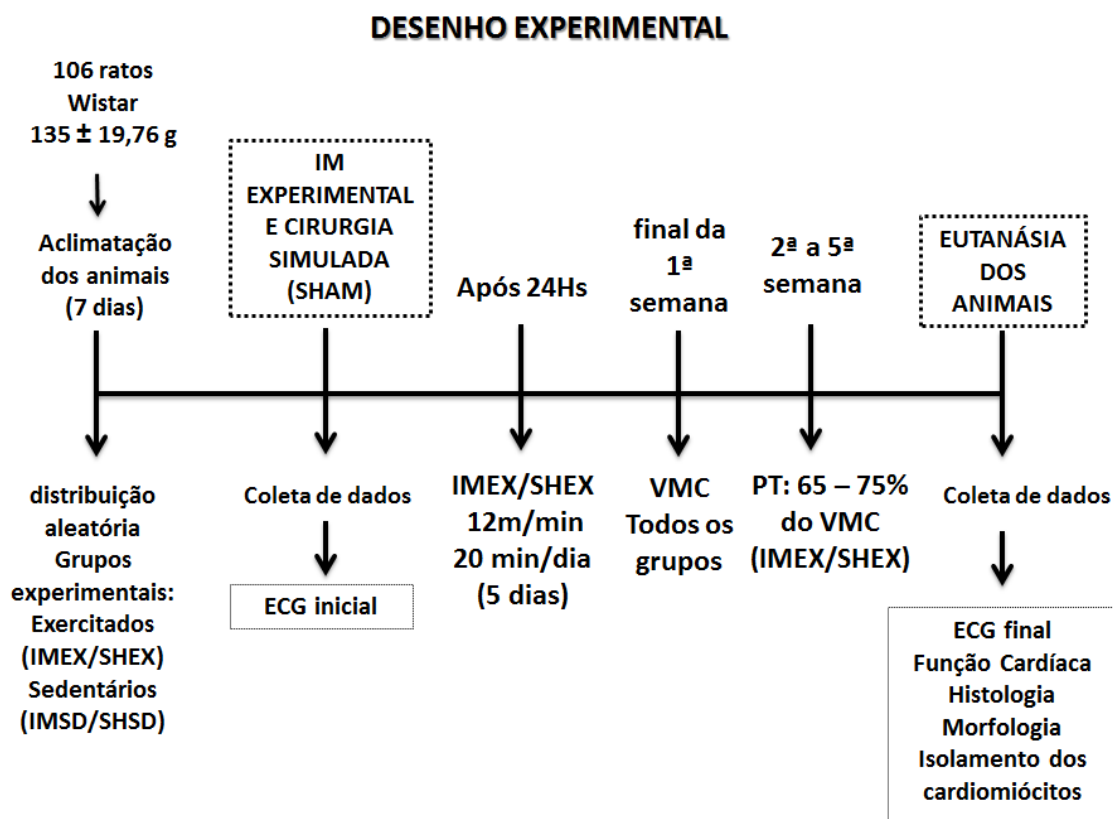 DESENHO EXPERIMENTAL
106 ratos
Wistar
135 ± 19,76 g
Aclimatação
dos animais
(7 dias)
IM
EXPERIMENTAL
E CIRURGIA
SIMULADA
(SHAM)
Após 24Hs
final da
1ª
semana
2ª a 5ª
semana
EUTANÁSIA
DOS
ANIMAIS
distribuição
aleatória
Grupos
experimentais:
Exercitados
(IMEX/SHEX)
Sedentários
(IMSD/SHSD)
Coleta de dados
ECG inicial
IMEX/SHEX
12m/min
20 min/dia
(5 dias)
VMC
Todos os
grupos
PT: 65 – 75%
do VMC
(IMEX/SHEX)
Coleta de dados
ECG final
Função Cardíaca
Histologia
Morfologia
Isolamento dos
cardiomiócitos